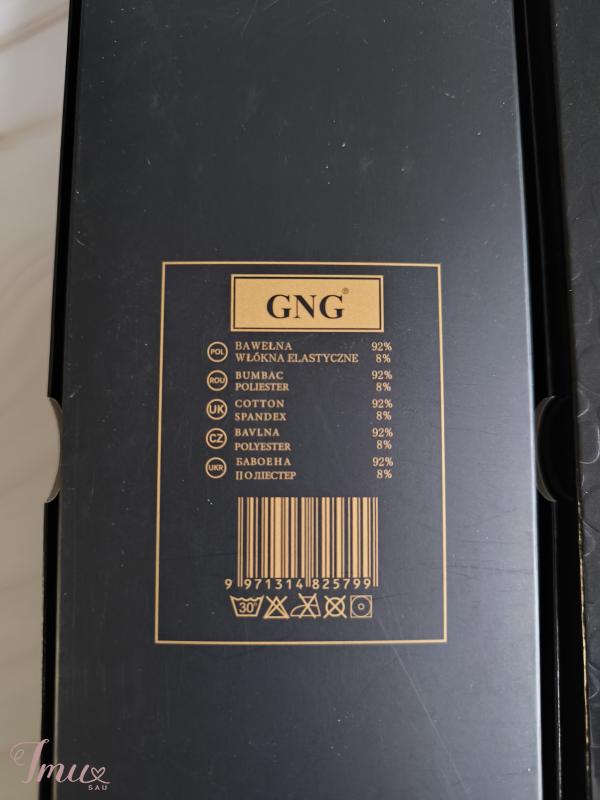 GNG®
POL BAWEŁNA 92%
WŁÓKNA ELASTYCZNE 8%
ROU BUMBAC 92%
POLIESTER 8%
UK COTTON 92%
SPANDEX 8%
CZ BAVLNA 92%
POLYESTER 8%
UKR БАВОЕНА 92%
ПОЛІЕСТЕР 8%
9 971314 825799
30°
Imu
SAU